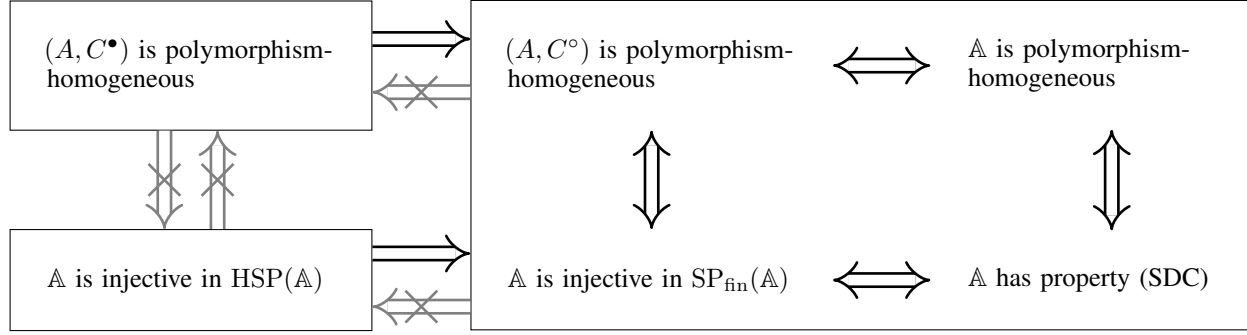 (A, C•) is polymorphism-
homogeneous
(A, C°) is polymorphism-
homogeneous
𝔸 is polymorphism-
homogeneous
𝔸 is injective in HSP(𝔸)
𝔸 is injective in SP_fin(𝔸)
𝔸 has property (SDC)